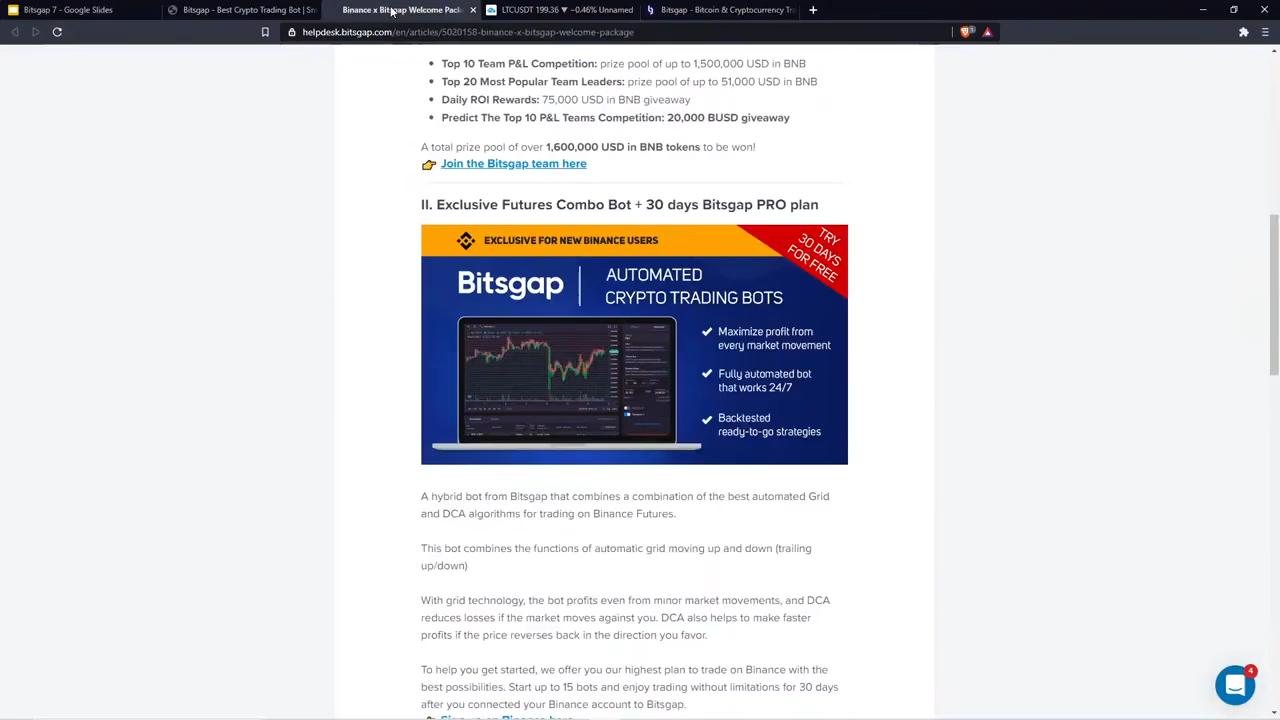 Bitsgap 7 - Google Slides
Bitsgap - Best Crypto Trading Bot | Sm
Binance x Bitsgap Welcome Pack
LTCUSDT 199.36 ▼ −0.46% Unnamed
Bitsgap - Bitcoin & Cryptocurrency Tra
helpdesk.bitsgap.com/en/articles/5020158-binance-x-bitsgap-welcome-package
Top 10 Team P&L Competition: prize pool of up to 1,500,000 USD in BNB
Top 20 Most Popular Team Leaders: prize pool of up to 51,000 USD in BNB
Daily ROI Rewards: 75,000 USD in BNB giveaway
Predict The Top 10 P&L Teams Competition: 20,000 BUSD giveaway
A total prize pool of over 1,600,000 USD in BNB tokens to be won!
Join the Bitsgap team here
II. Exclusive Futures Combo Bot + 30 days Bitsgap PRO plan
EXCLUSIVE FOR NEW BINANCE USERS
TRY
30 DAYS
FOR FREE
Bitsgap
AUTOMATED
CRYPTO TRADING BOTS
Maximize profit from
every market movement
Fully automated bot
that works 24/7
Backtested
ready-to-go strategies
A hybrid bot from Bitsgap that combines a combination of the best automated Grid
and DCA algorithms for trading on Binance Futures.
This bot combines the functions of automatic grid moving up and down (trailing
up/down)
With grid technology, the bot profits even from minor market movements, and DCA
reduces losses if the market moves against you. DCA also helps to make faster
profits if the price reverses back in the direction you favor.
To help you get started, we offer you our highest plan to trade on Binance with the
best possibilities. Start up to 15 bots and enjoy trading without limitations for 30 days
after you connected your Binance account to Bitsgap.
Sign up on Binance here
4